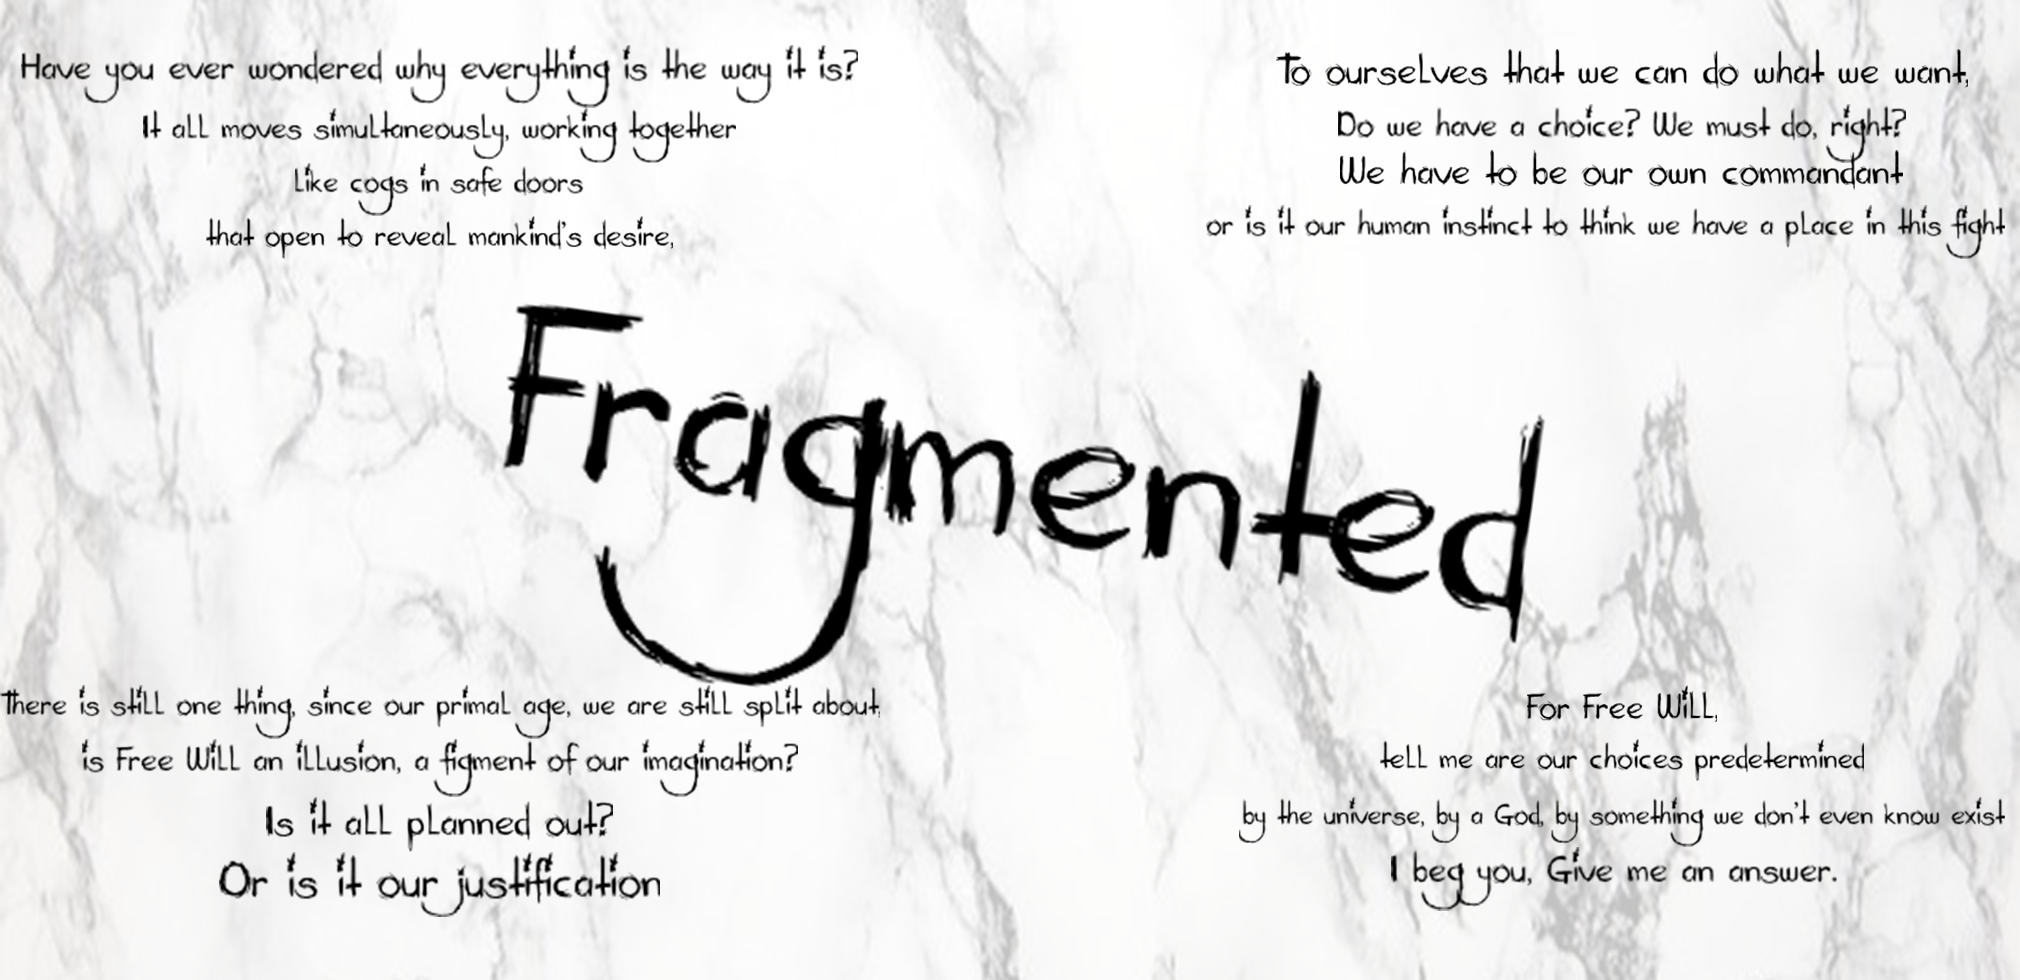 Have you ever wondered why everything is the way it is?
It all moves simultaneously, working together
Like cogs in safe doors
that open to reveal mankind's desire,
Fragmented
There is still one thing, since our primal age, we are still split about,
is Free Will an illusion, a figment of our imagination?
Is it all planned out?
Or is it our justification
To ourselves that we can do what we want,
Do we have a choice? We must do, right?
We have to be our own commandant
or is it our human instinct to think we have a place in this fight
For Free Will,
tell me are our choices predetermined
by the universe, by a God, by something we don't even know exist
I beg you, Give me an answer.